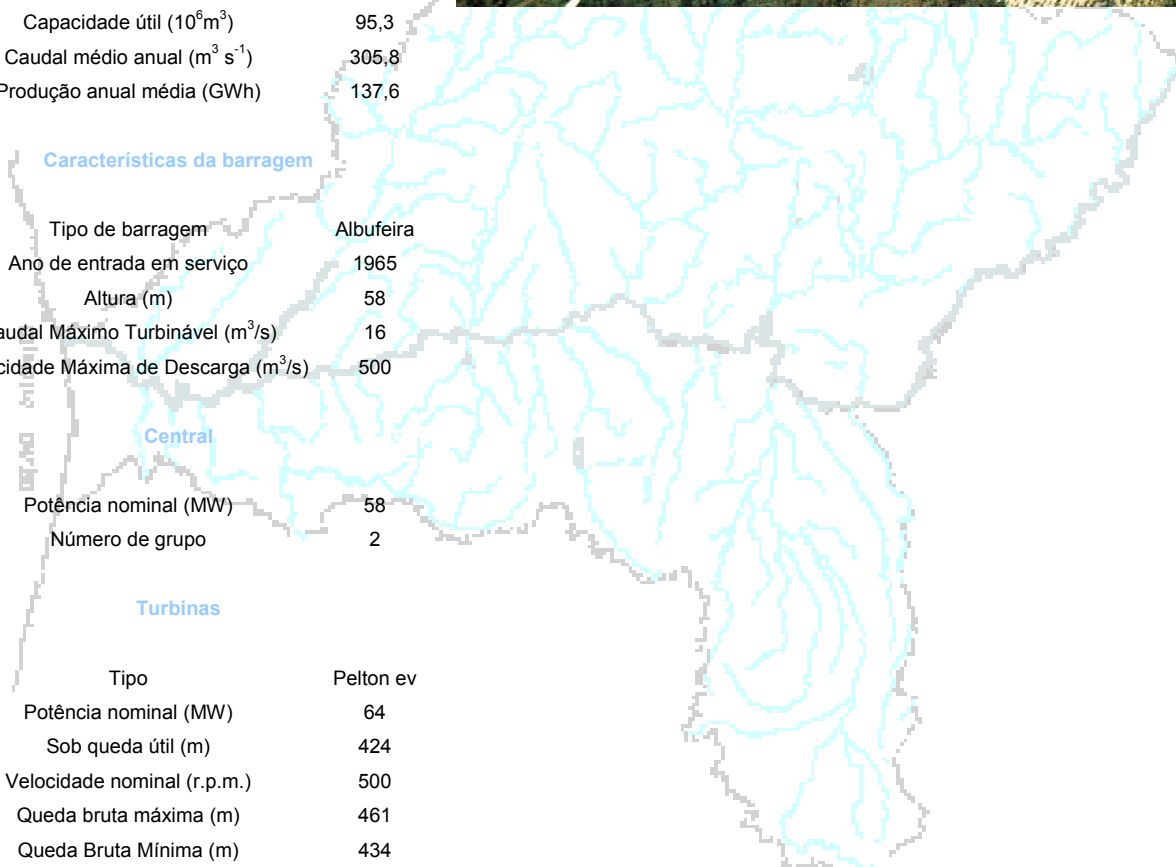 Capacidade útil (10⁶m³) 95,3
Caudal médio anual (m³ s⁻¹) 305,8
Produção anual média (GWh) 137,6
Características da barragem
Tipo de barragem Albufeira
Ano de entrada em serviço 1965
Altura (m) 58
audal Máximo Turbinável (m³/s) 16
cidade Máxima de Descarga (m³/s) 500
Central
Potência nominal (MW) 58
Número de grupo 2
Turbinas
Tipo Pelton ev
Potência nominal (MW) 64
Sob queda útil (m) 424
Velocidade nominal (r.p.m.) 500
Queda bruta máxima (m) 461
Queda Bruta Mínima (m) 434